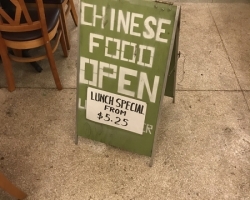 CHINESE
FOOD
OPEN
LUNCH SPECIAL
FROM
$5.25